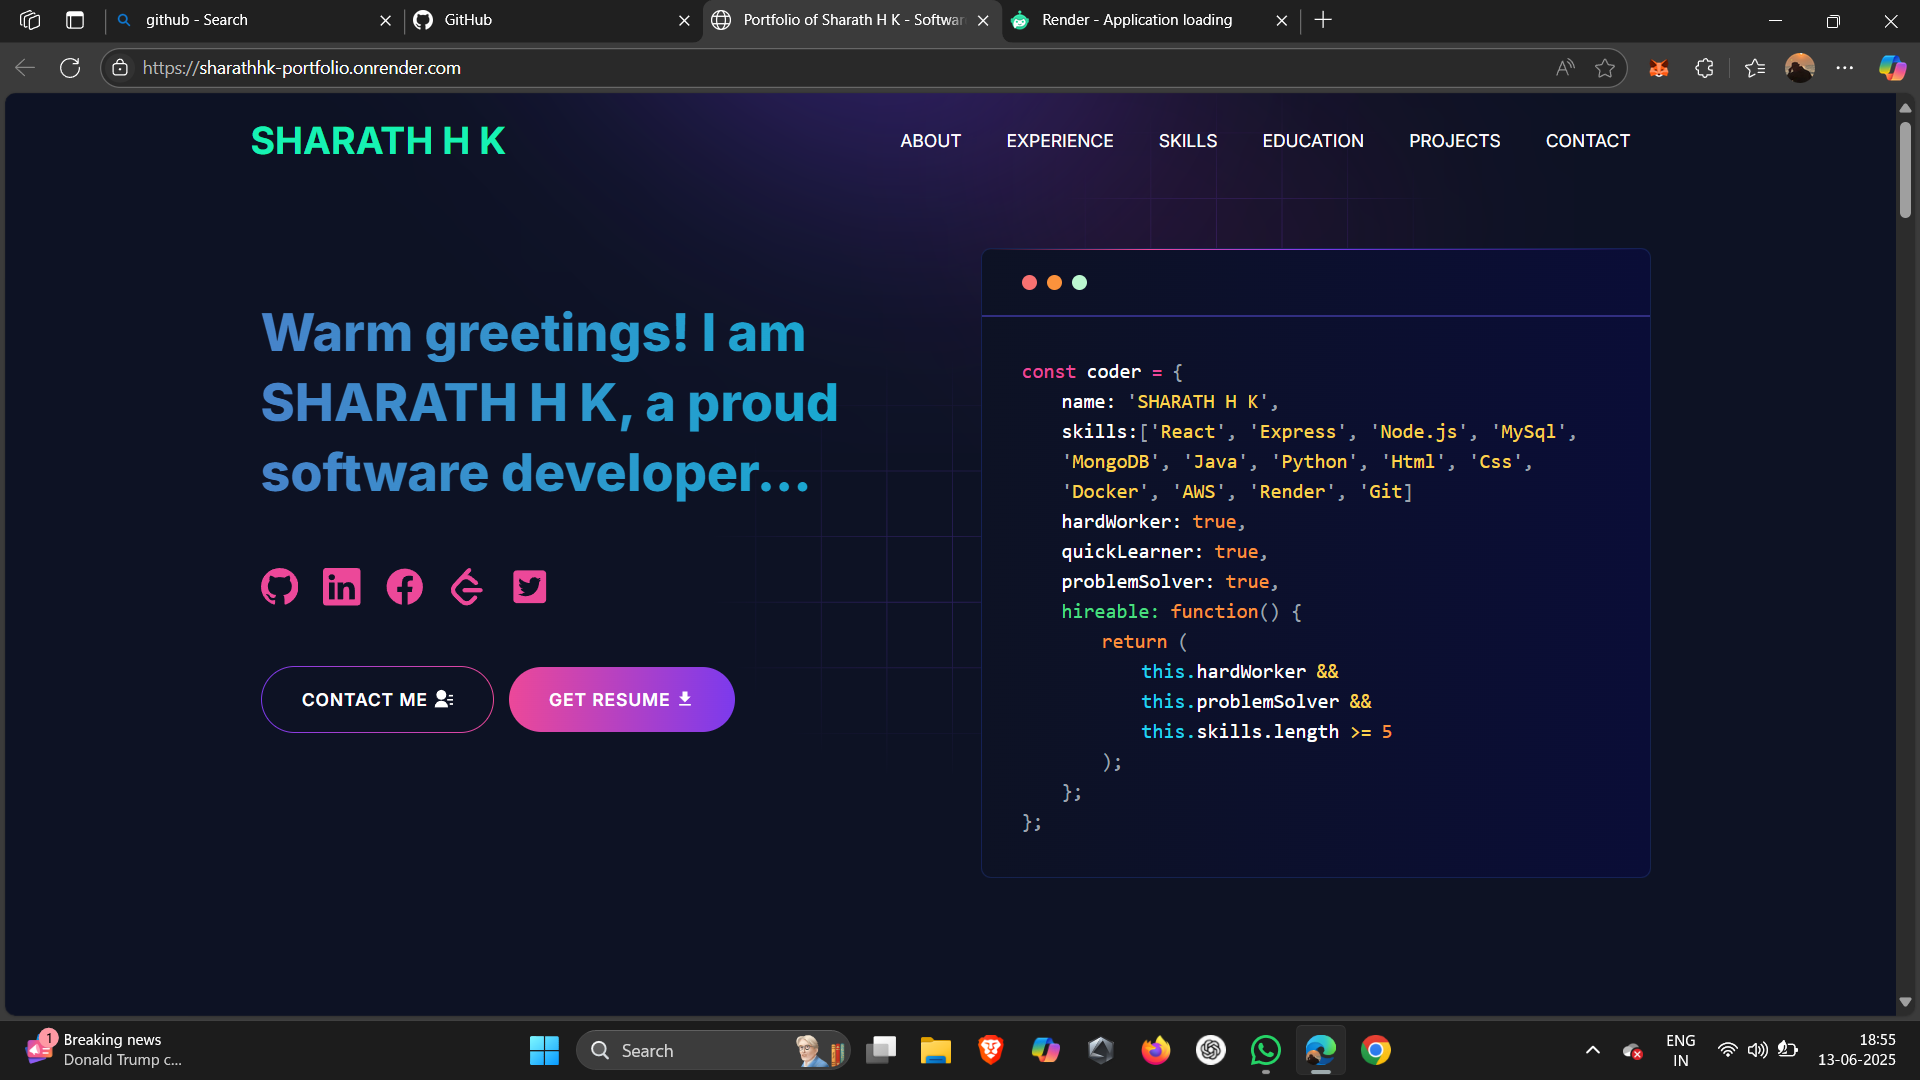 github - Search
GitHub
Portfolio of Sharath H K - Softwar
Render - Application loading
https://sharathhk-portfolio.onrender.com
SHARATH H K
ABOUT
EXPERIENCE
SKILLS
EDUCATION
PROJECTS
CONTACT
Warm greetings! I am
SHARATH H K, a proud
software developer...
CONTACT ME
GET RESUME
const coder = {
name: 'SHARATH H K',
skills:['React', 'Express', 'Node.js', 'MySql',
'MongoDB', 'Java', 'Python', 'Html', 'Css',
'Docker', 'AWS', 'Render', 'Git]
hardWorker: true,
quickLearner: true,
problemSolver: true,
hireable: function() {
return (
this.hardWorker &&
this.problemSolver &&
this.skills.length >= 5
);
};
};
1
Breaking news
Donald Trump c...
Search
ENG
IN
18:55
13-06-2025